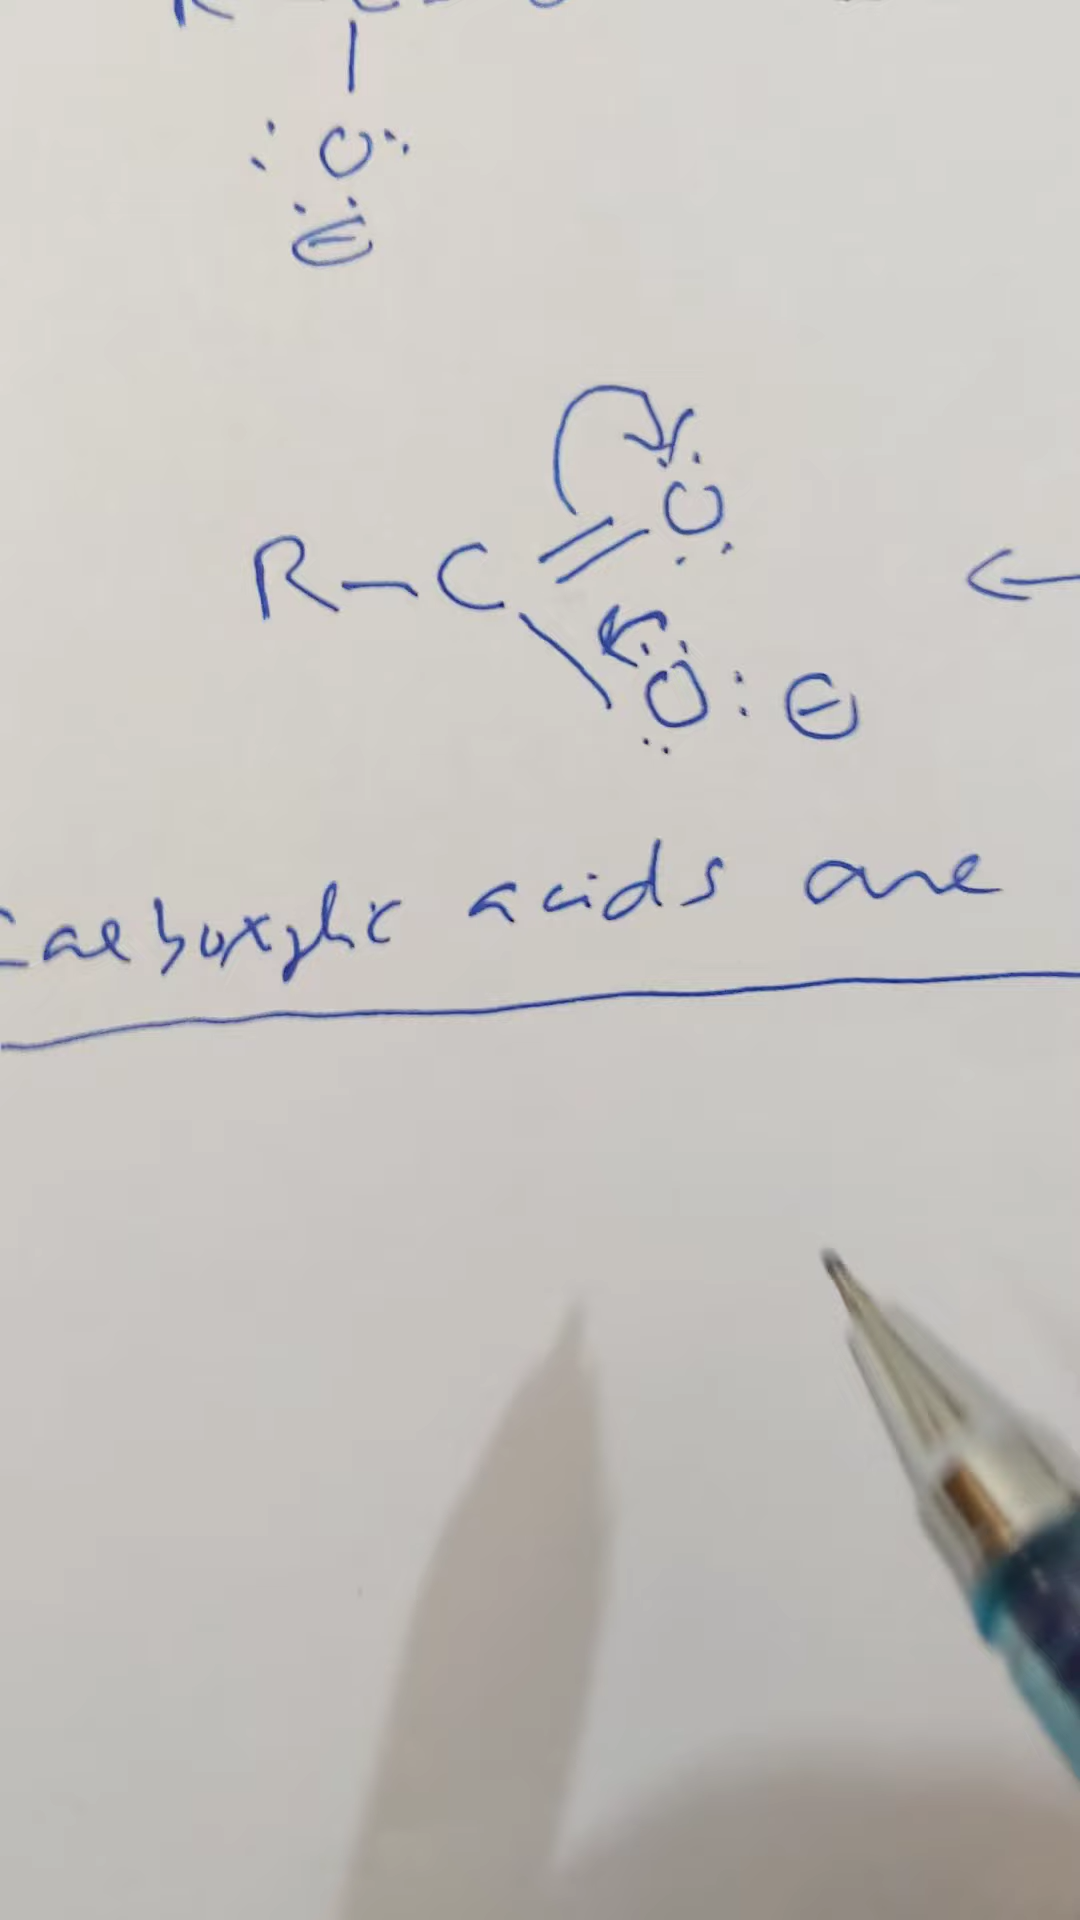 O
⊖
O
R-C
O ⊖
Carboxylic acids are